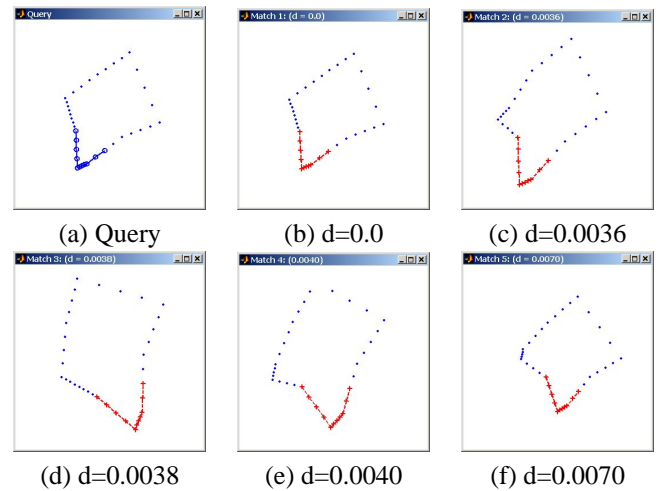 Query
Match 1: (d = 0.0)
Match 2: (d = 0.0036)
(a) Query
(b) d=0.0
(c) d=0.0036
Match 3: (d = 0.0038)
Match 4: (0.0040)
Match 5: (d = 0.0070)
(d) d=0.0038
(e) d=0.0040
(f) d=0.0070